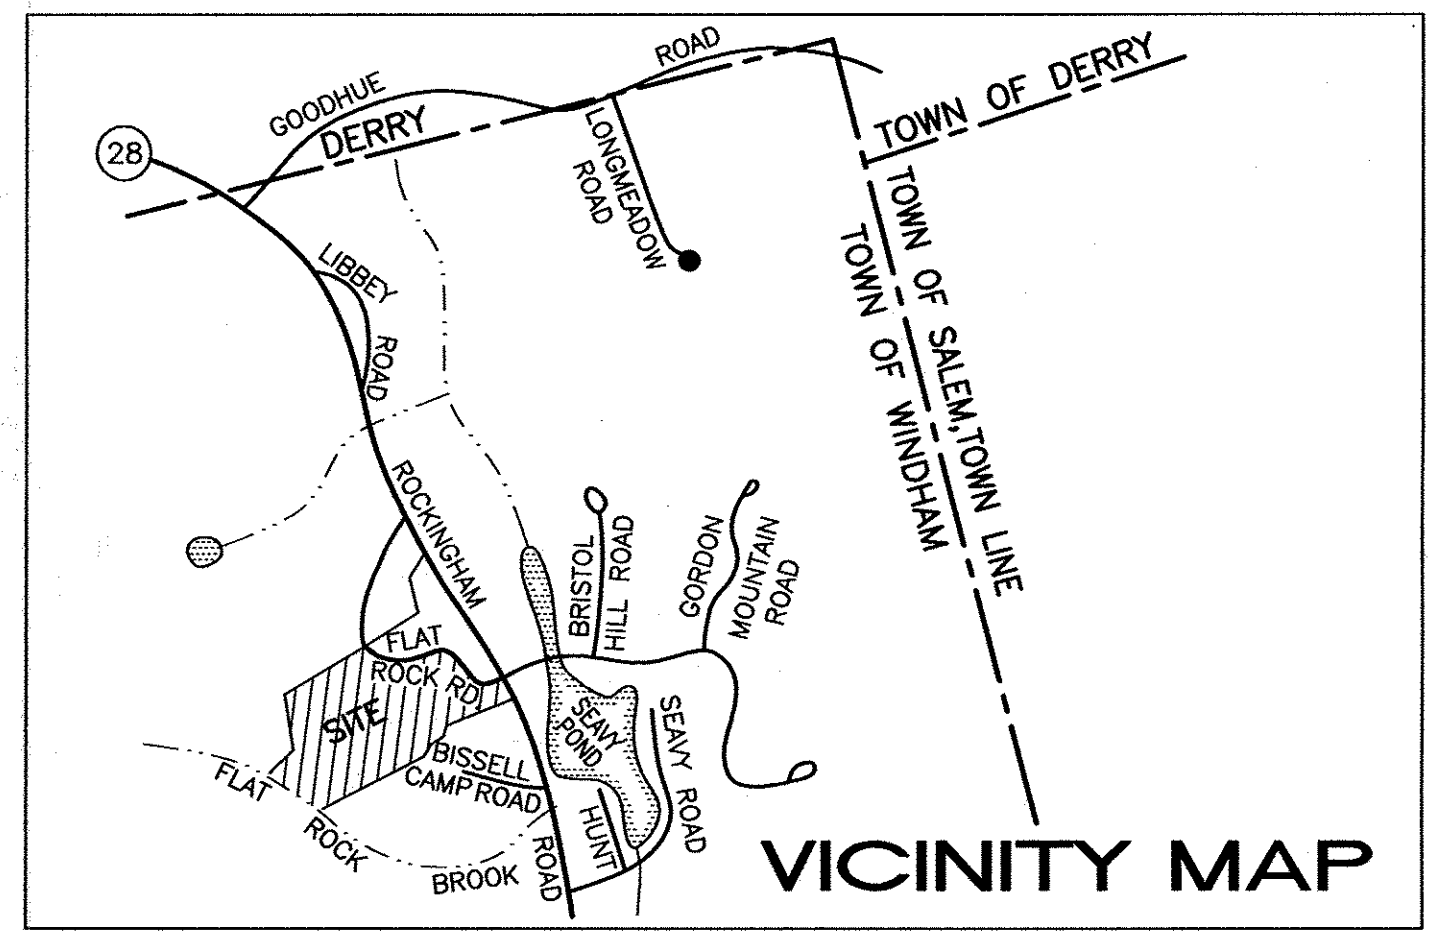 GOODHUE ROAD
DERRY
28
LONGMEADOW
ROAD
TOWN OF DERRY
TOWN OF SALEM, TOWN LINE
TOWN OF WINDHAM
LIBBEY ROAD
ROCKINGHAM ROAD
BRISTOL
HILL ROAD
GORDON
MOUNTAIN
ROAD
FLAT
ROCK RD.
SITE
SEAVY
POND
SEAVY ROAD
BISSELL
CAMP ROAD
HUNT
FLAT ROCK BROOK
VICINITY MAP